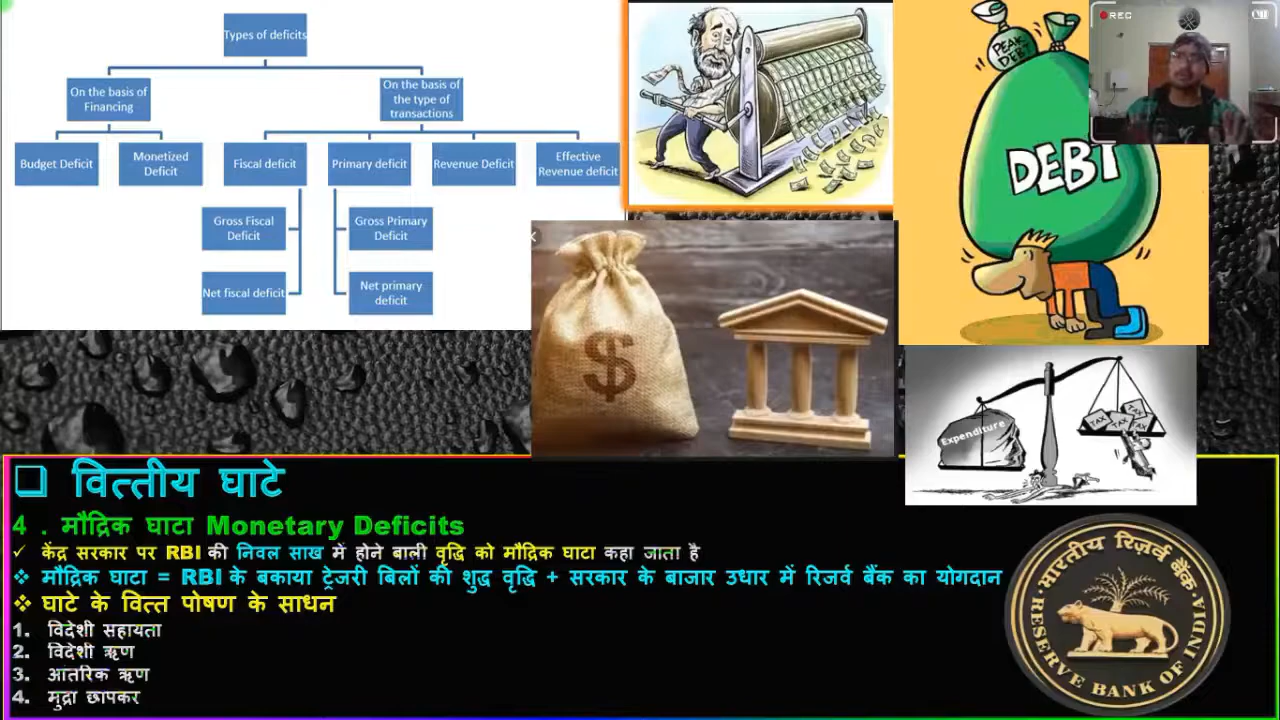 Types of deficits
On the basis of
Financing
On the basis of
the type of
transactions
Budget Deficit
Monetized
Deficit
Fiscal deficit
Primary deficit
Revenue Deficit
Effective
Revenue deficit
Gross Fiscal
Deficit
Gross Primary
Deficit
Net fiscal deficit
Net primary
deficit
PEAK
DEBT
DEBT
REC
$
Expenditure
TAX
TAX TAX TAX
❑ वित्तीय घाटे
4 . मौद्रिक घाटा Monetary Deficits
✓ केंद्र सरकार पर RBI की निवल साख में होने बाली वृद्धि को मौद्रिक घाटा कहा जाता है
❖ मौद्रिक घाटा = RBI के बकाया ट्रेजरी बिलों की शुद्ध वृद्धि + सरकार के बाजार उधार में रिजर्व बैंक का योगदान
❖ घाटे के वित्त पोषण के साधन
1. विदेशी सहायता
2. विदेशी ऋण
3. आंतरिक ऋण
4. मुद्रा छापकर
भारतीय रिज़र्व बैंक
RESERVE BANK OF INDIA